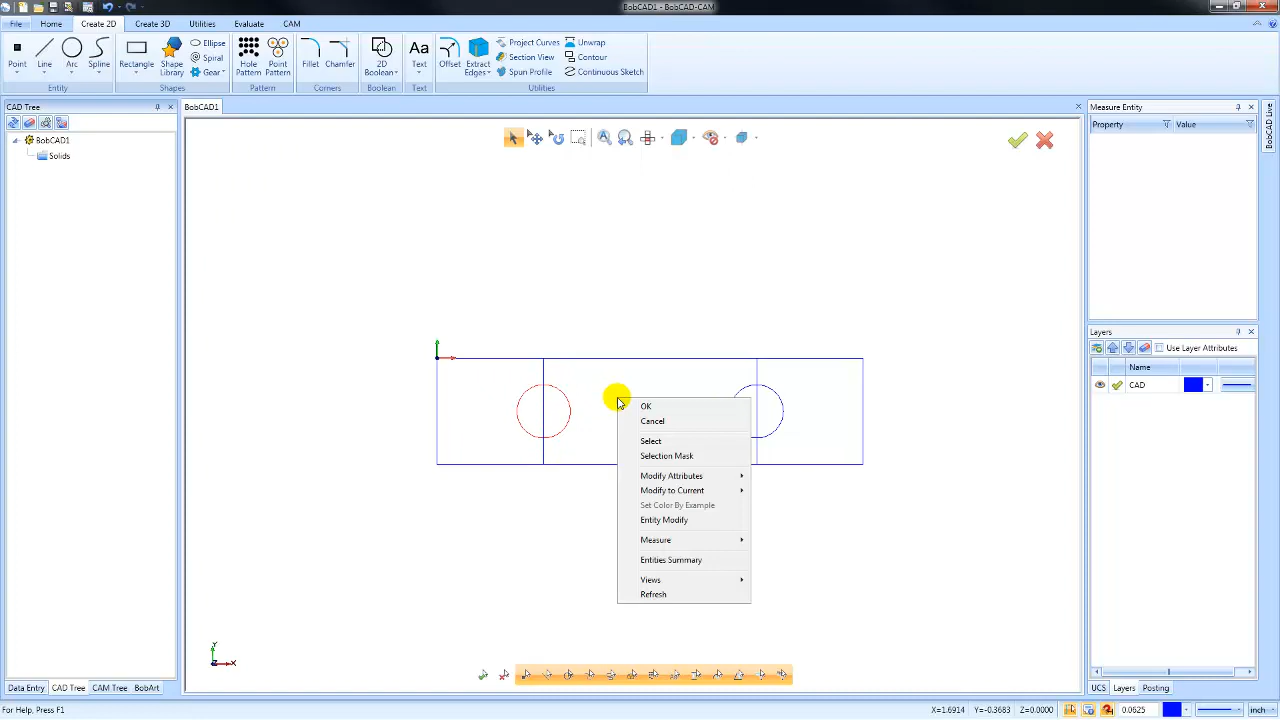 BobCAD1 - BobCAD-CAM
File Home Create 2D Create 3D Utilities Evaluate CAM
Point Line Arc Spline
Entity
Rectangle Shape Library Ellipse Spiral Gear
Shapes
Hole Pattern Point Pattern
Pattern
Fillet Chamfer
Corners
2D Boolean
Boolean
Aa Text
Text
Offset Extract Edges Project Curves Section View Spun Profile Unwrap Contour Continuous Sketch
Utilities
CAD Tree
BobCAD1
Solids
BobCAD1
OK
Cancel
Select
Selection Mask
Modify Attributes
Modify to Current
Set Color By Example
Entity Modify
Measure
Entities Summary
Views
Refresh
Y
X
Measure Entity
Property Value
BobCAD Live
Layers
Use Layer Attributes
Name
CAD
Data Entry CAD Tree CAM Tree BobArt
UCS Layers Posting
For Help, Press F1
X=1.6914 Y=-0.3683 Z=0.0000 0.0625 inch